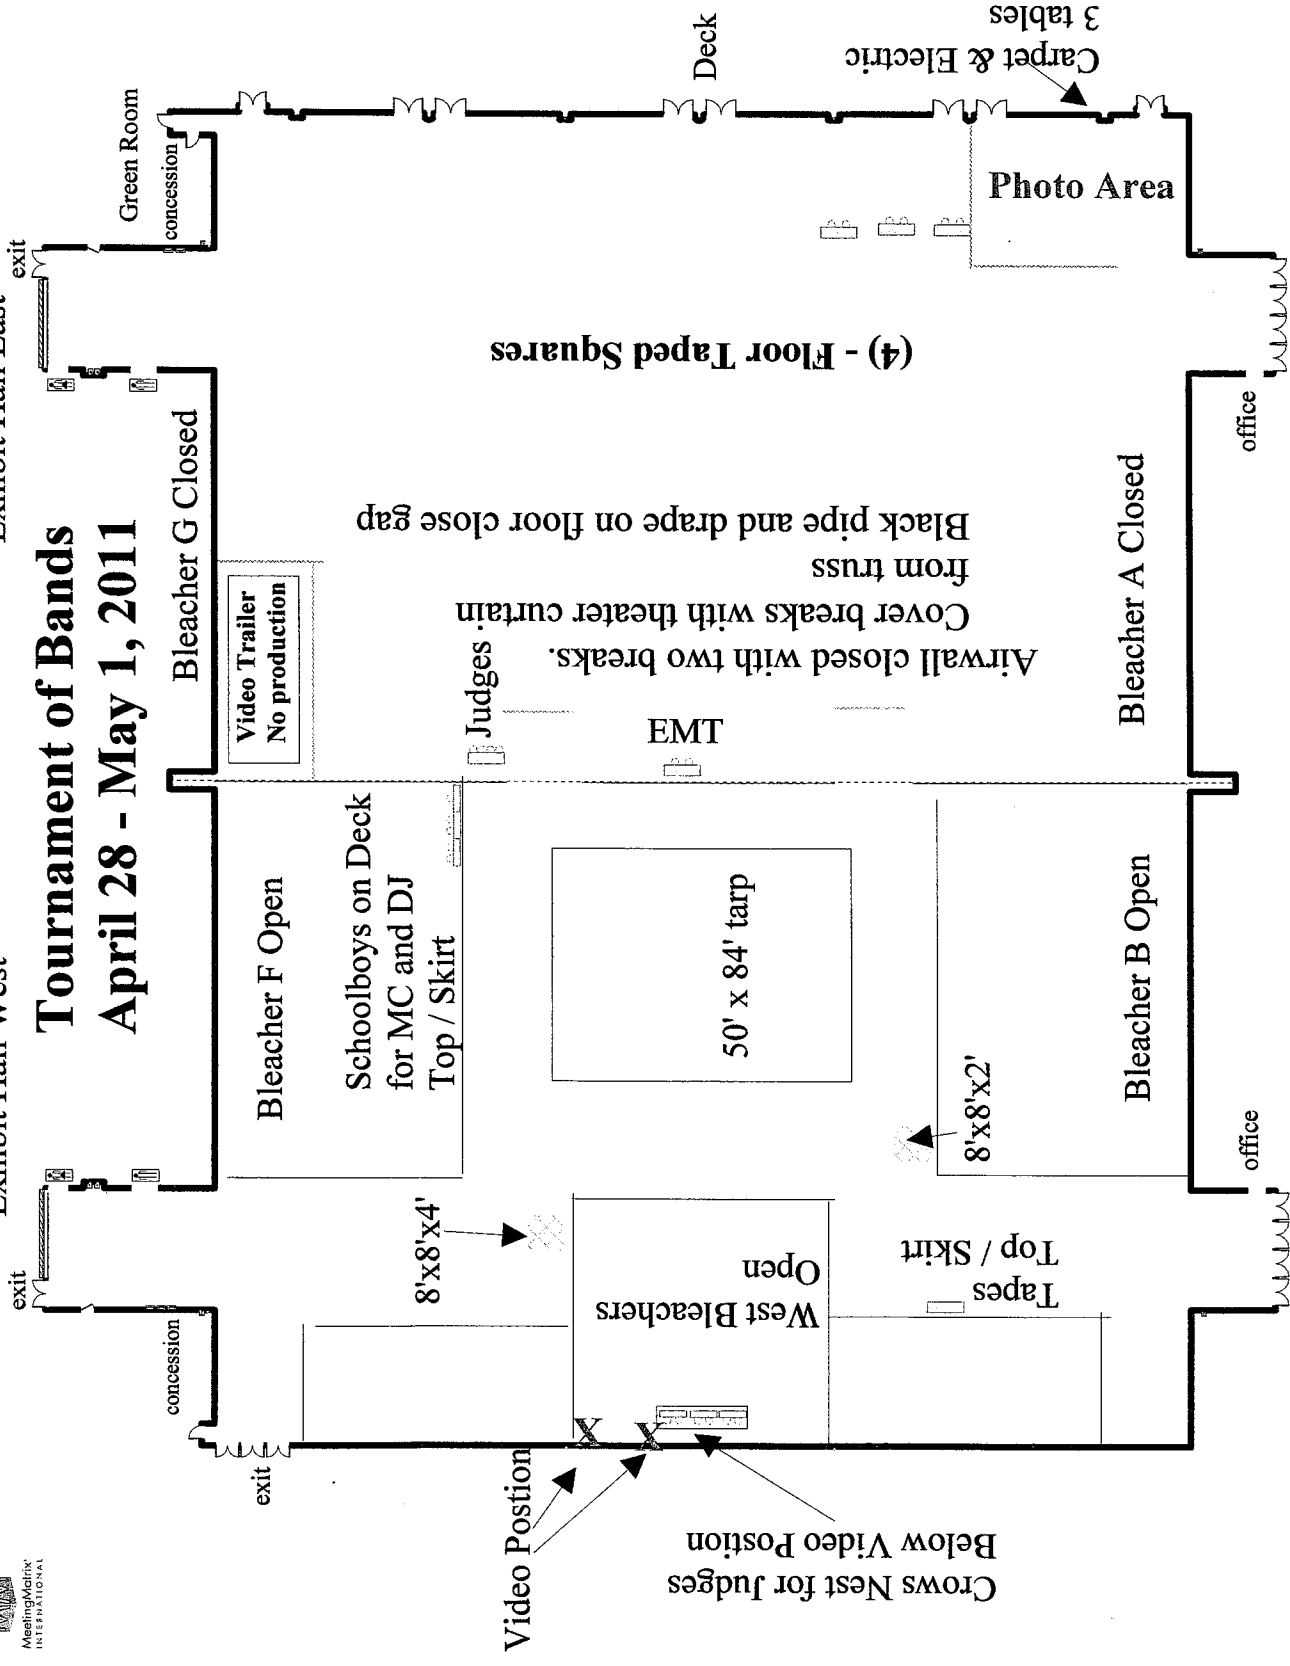 MeetingMatrix
INTERNATIONAL
Exhibit Hall West
Exhibit Hall East
Tournament of Bands
April 28 - May 1, 2011
exit
exit
concession
concession
Green Room
exit
Bleacher F Open
Bleacher G Closed
Video Trailer
No production
Schoolboys on Deck
for MC and DJ
Top / Skirt
Judges
EMT
8'x8'x4'
50' x 84' tarp
8'x8'x2'
Video Postion
X
X
Crows Nest for Judges
Below Video Postion
West Bleachers
Open
Tapes
Top / Skirt
Airwall closed with two breaks.
Cover breaks with theater curtain
from truss
Black pipe and drape on floor close gap
(4) - Floor Taped Squares
Deck
Photo Area
Carpet & Electric
3 tables
Bleacher B Open
Bleacher A Closed
office
office